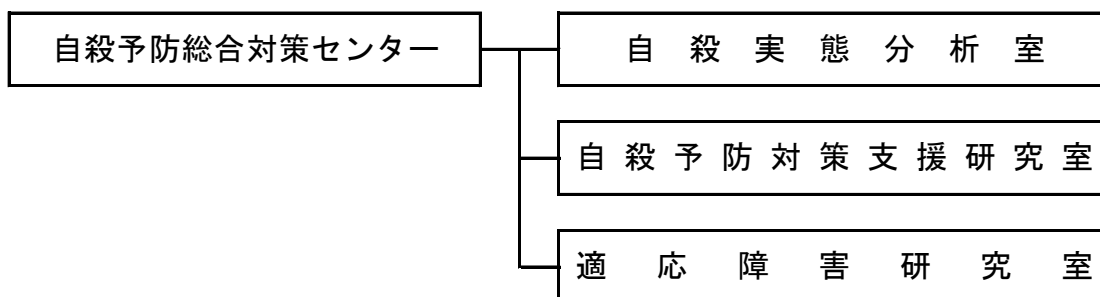 自殺予防総合対策センター
自殺実態分析室
自殺予防対策支援研究室
適応障害研究室